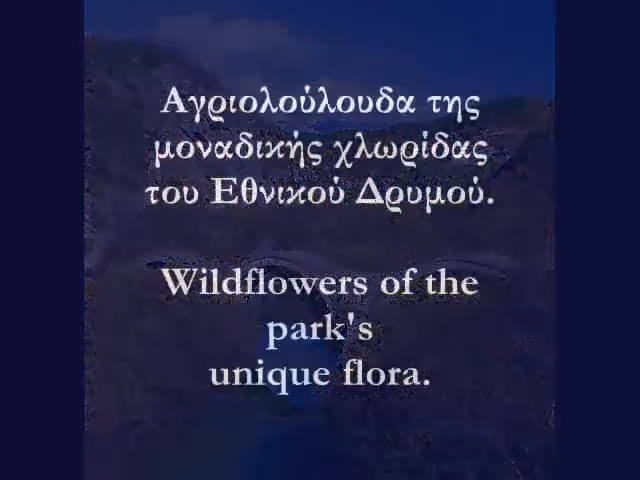 Αγριολούλουδα της
μοναδικής χλωρίδας
του Εθνικού Δρυμού.
Wildflowers of the
park's
unique flora.